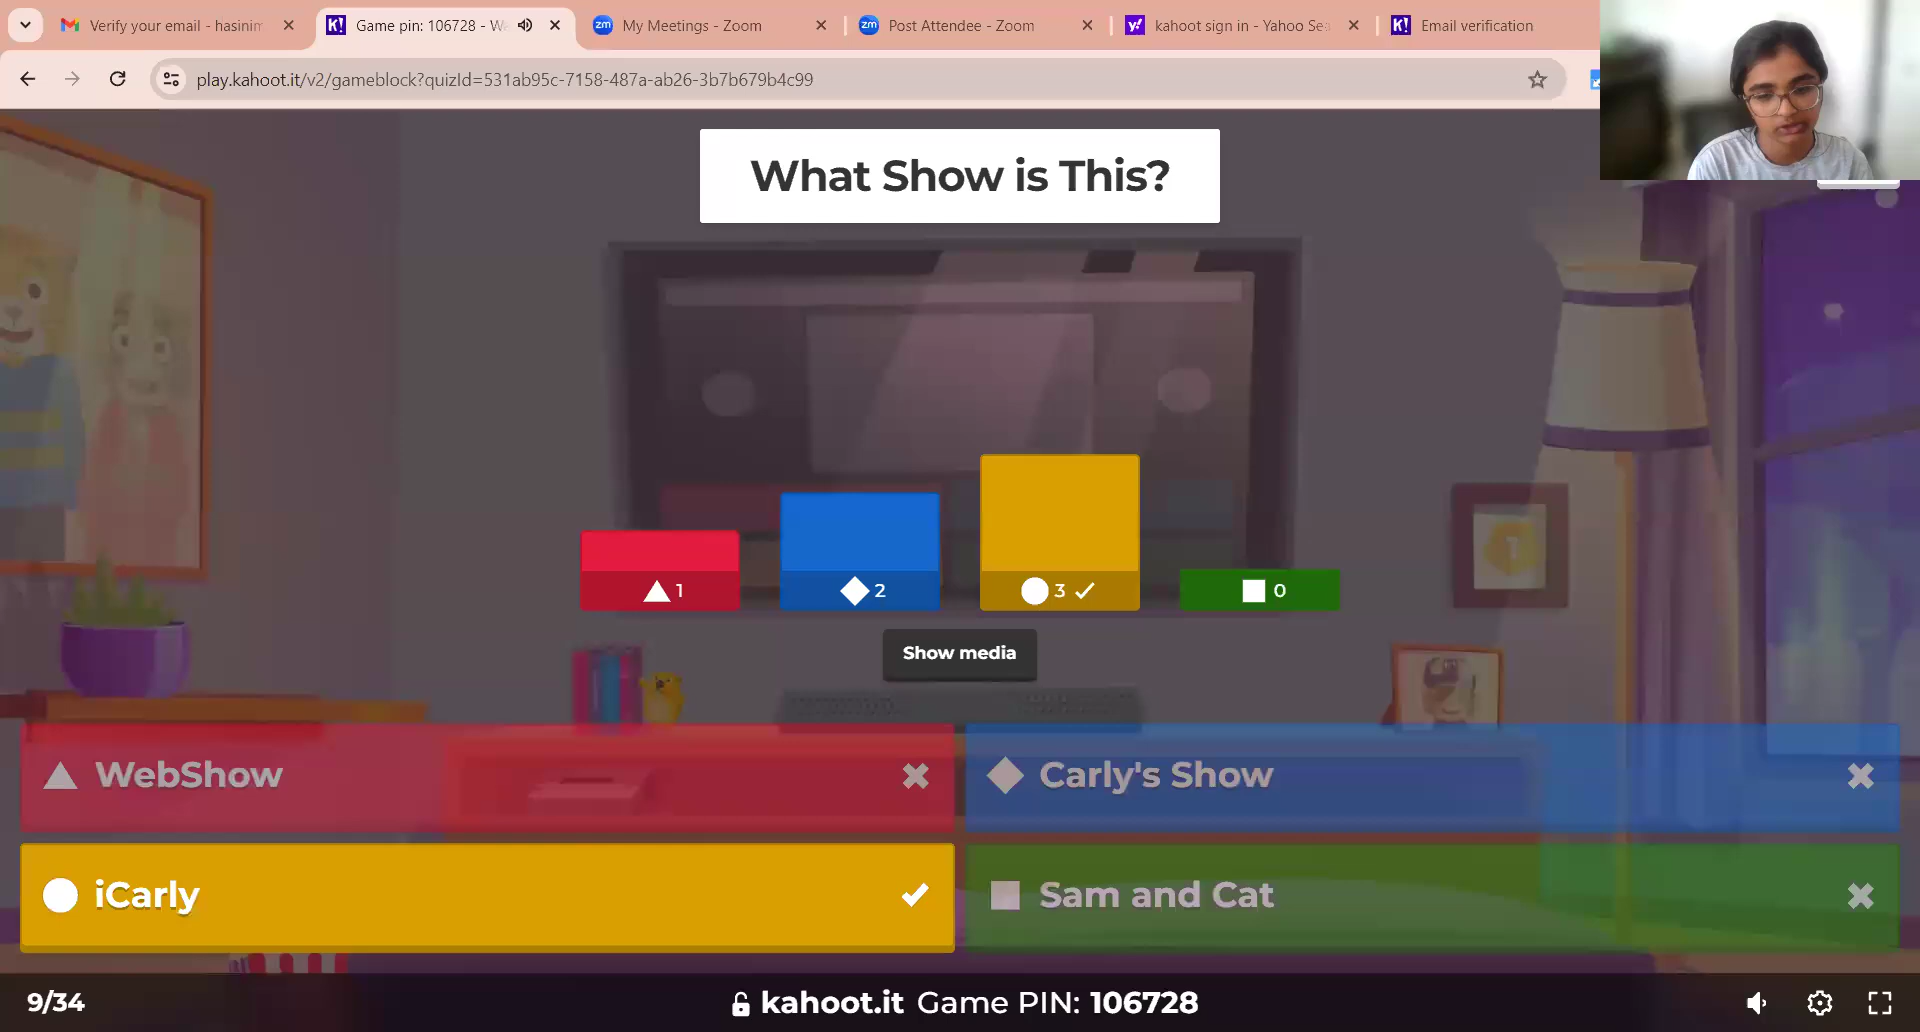 Verify your email - hasinim
Game pin: 106728 - W
My Meetings - Zoom
Post Attendee - Zoom
kahoot sign in - Yahoo Sea
Email verification
play.kahoot.it/v2/gameblock?quizId=531ab95c-7158-487a-ab26-3b7b679b4c99
What Show is This?
1
2
3
0
Show media
WebShow
Carly's Show
iCarly
Sam and Cat
9/34
kahoot.it Game PIN: 106728